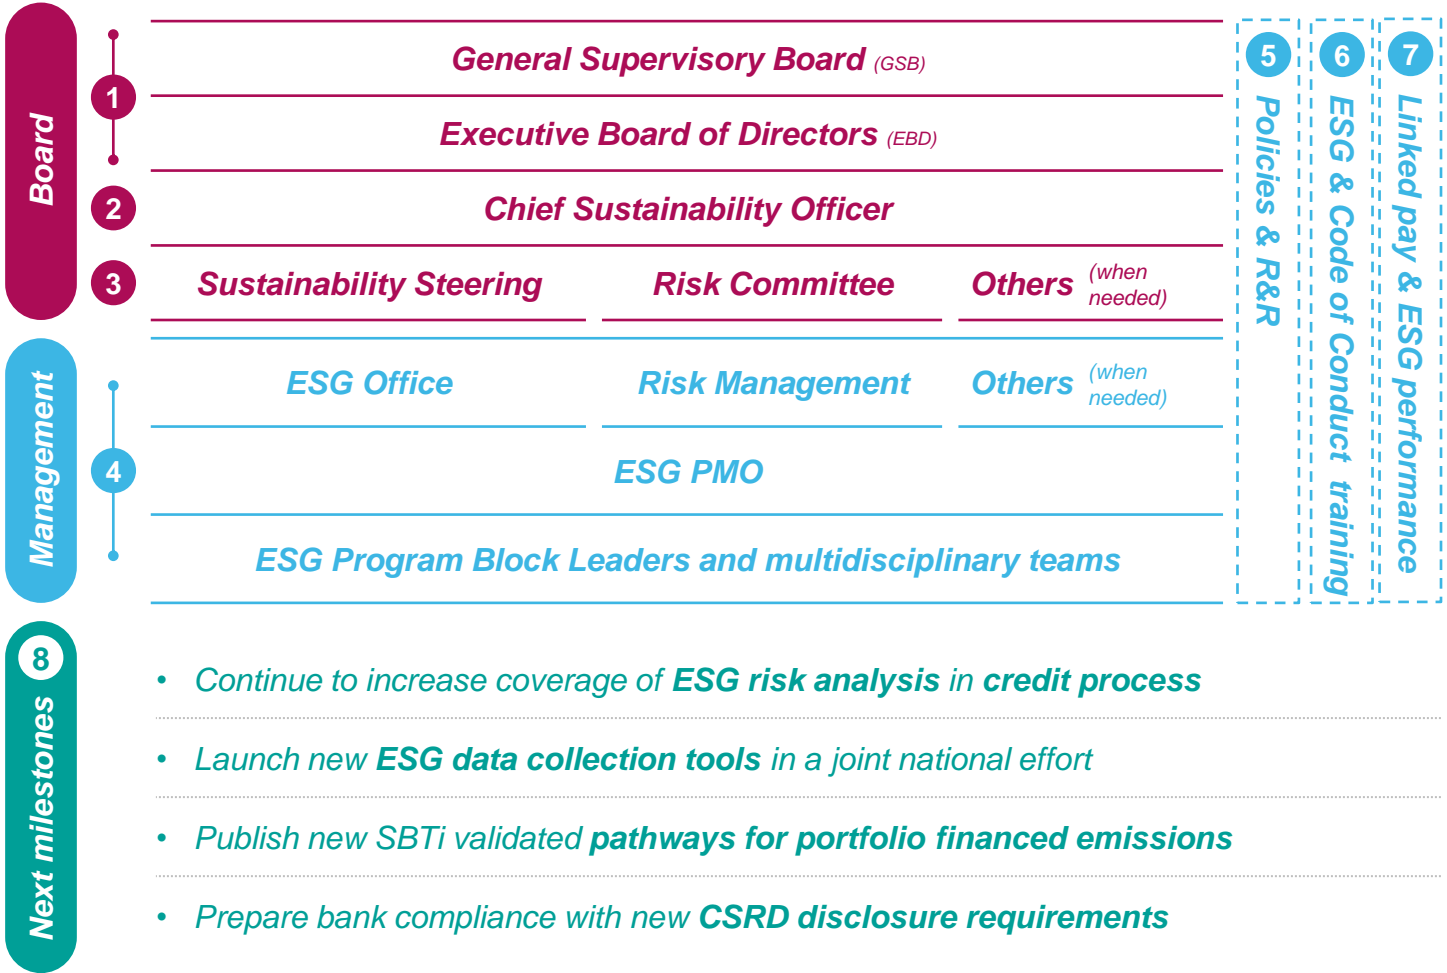 Board
1
General Supervisory Board (GSB)
Executive Board of Directors (EBD)
2
Chief Sustainability Officer
3
Sustainability Steering
Risk Committee
Others (when
needed)
Management
4
ESG Office
Risk Management
Others (when
needed)
ESG PMO
ESG Program Block Leaders and multidisciplinary teams
5
Policies & R&R
6
ESG & Code of Conduct training
7
Linked pay & ESG performance
8
Next milestones
• Continue to increase coverage of ESG risk analysis in credit process
• Launch new ESG data collection tools in a joint national effort
• Publish new SBTi validated pathways for portfolio financed emissions
• Prepare bank compliance with new CSRD disclosure requirements